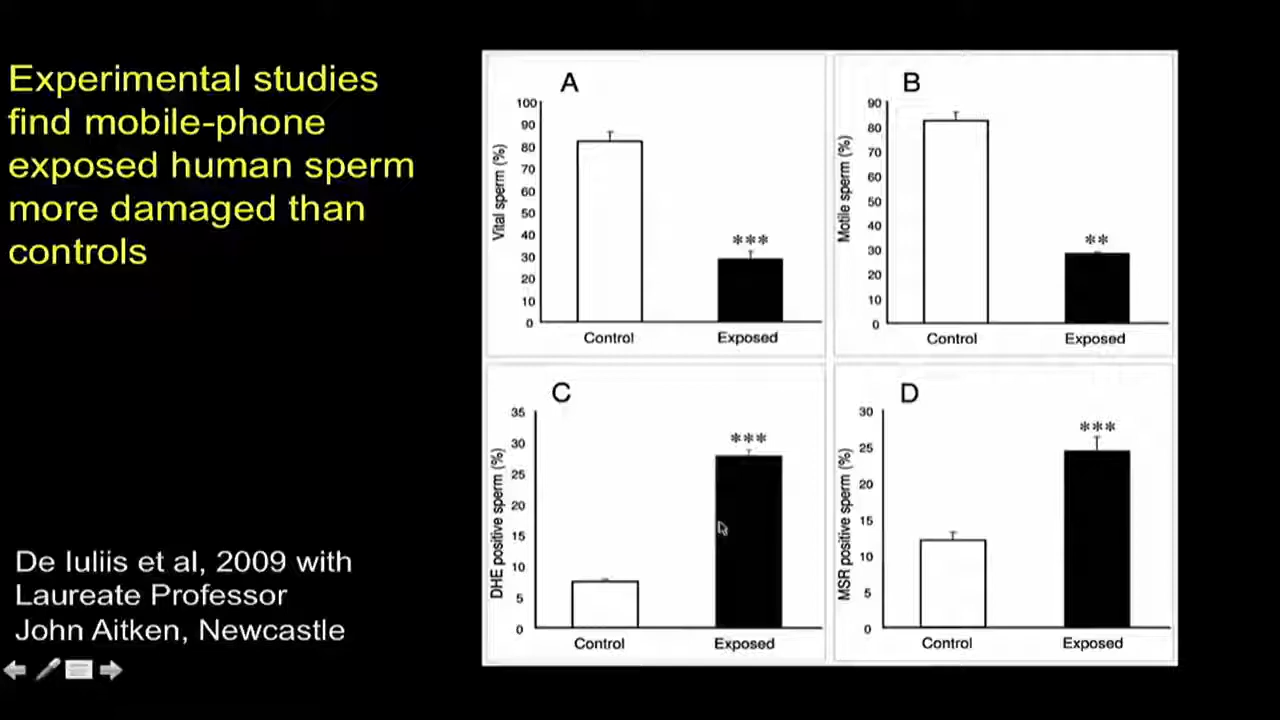 Experimental studies
find mobile-phone
exposed human sperm
more damaged than
controls
A
Vital sperm (%)
100
90
80
70
60
50
40
30
20
10
0
***
Control
Exposed
B
Motile sperm (%)
90
80
70
60
50
40
30
20
10
0
**
Control
Exposed
C
DHE positive sperm (%)
35
30
25
20
15
10
5
0
***
Control
Exposed
D
MSR positive sperm (%)
30
25
20
15
10
5
0
***
Control
Exposed
De Iuliis et al, 2009 with
Laureate Professor
John Aitken, Newcastle